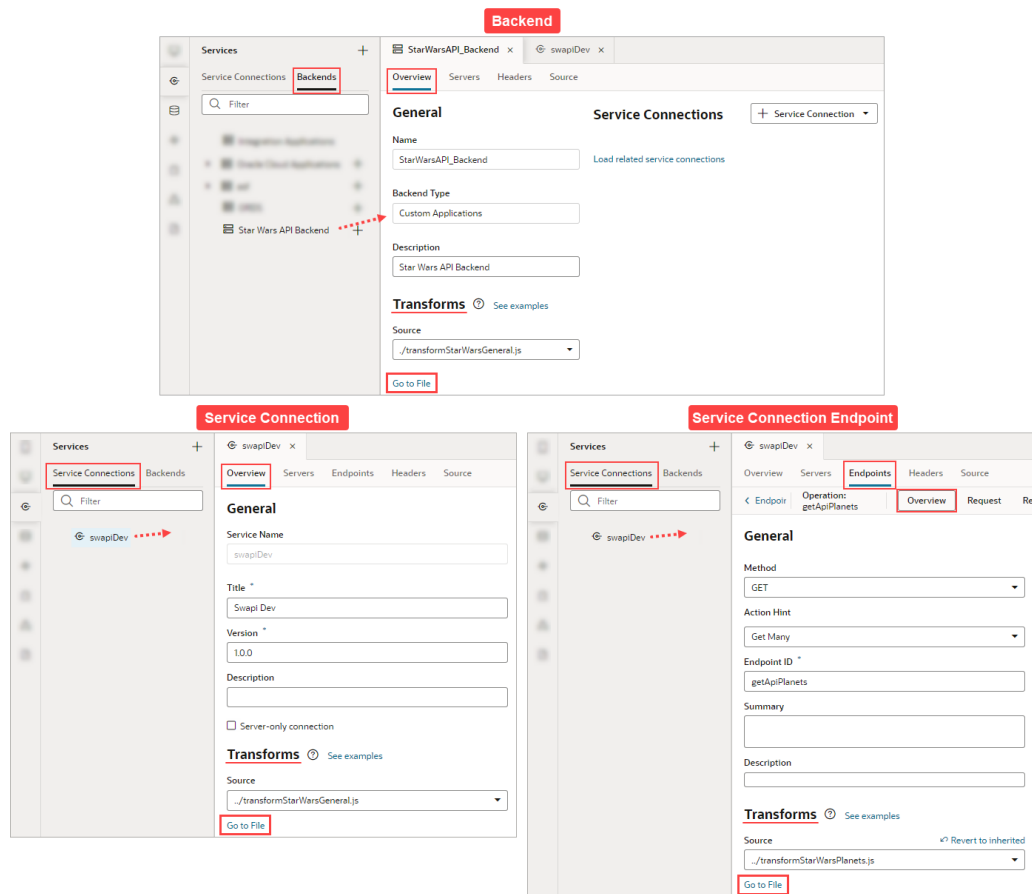 Backend
Services +
Service Connections Backends
Filter
Integration Applications
Oracle Cloud Applications +
Star Wars API Backend +
StarWarsAPI_Backend × swapiDev ×
Overview Servers Headers Source
General
Name
StarWarsAPI_Backend
Backend Type
Custom Applications
Description
Star Wars API Backend
Transforms ? See examples
Source
./transformStarWarsGeneral.js
Go to File
Service Connections
+ Service Connection
Load related service connections
Service Connection
Services +
Service Connections Backends
Filter
swapiDev
swapiDev ×
Overview Servers Endpoints Headers Source
General
Service Name
swapiDev
Title *
Swapi Dev
Version *
1.0.0
Description
Server-only connection
Transforms ? See examples
Source
../transformStarWarsGeneral.js
Go to File
Service Connection Endpoint
Services +
Service Connections Backends
Filter
swapiDev
swapiDev ×
Overview Servers Endpoints Headers Source
< Endpoir Operation: Overview Request Re
getApiPlanets
General
Method
GET
Action Hint
Get Many
Endpoint ID *
getApiPlanets
Summary
Description
Transforms ? See examples
Source Revert to inherited
../transformStarWarsPlanets.js
Go to File